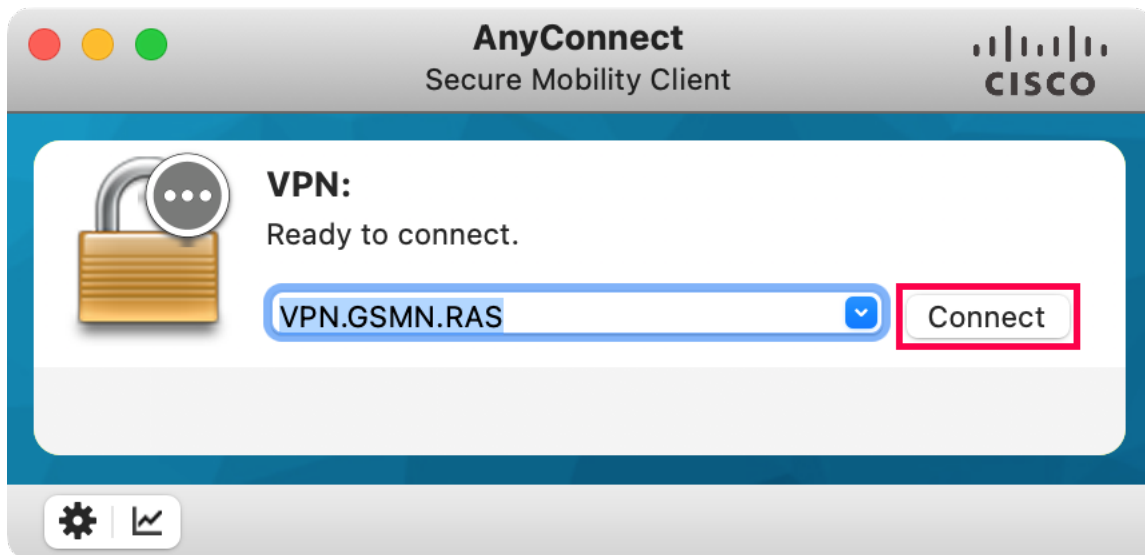 AnyConnect
Secure Mobility Client
CISCO
VPN:
Ready to connect.
VPN.GSMN.RAS
Connect